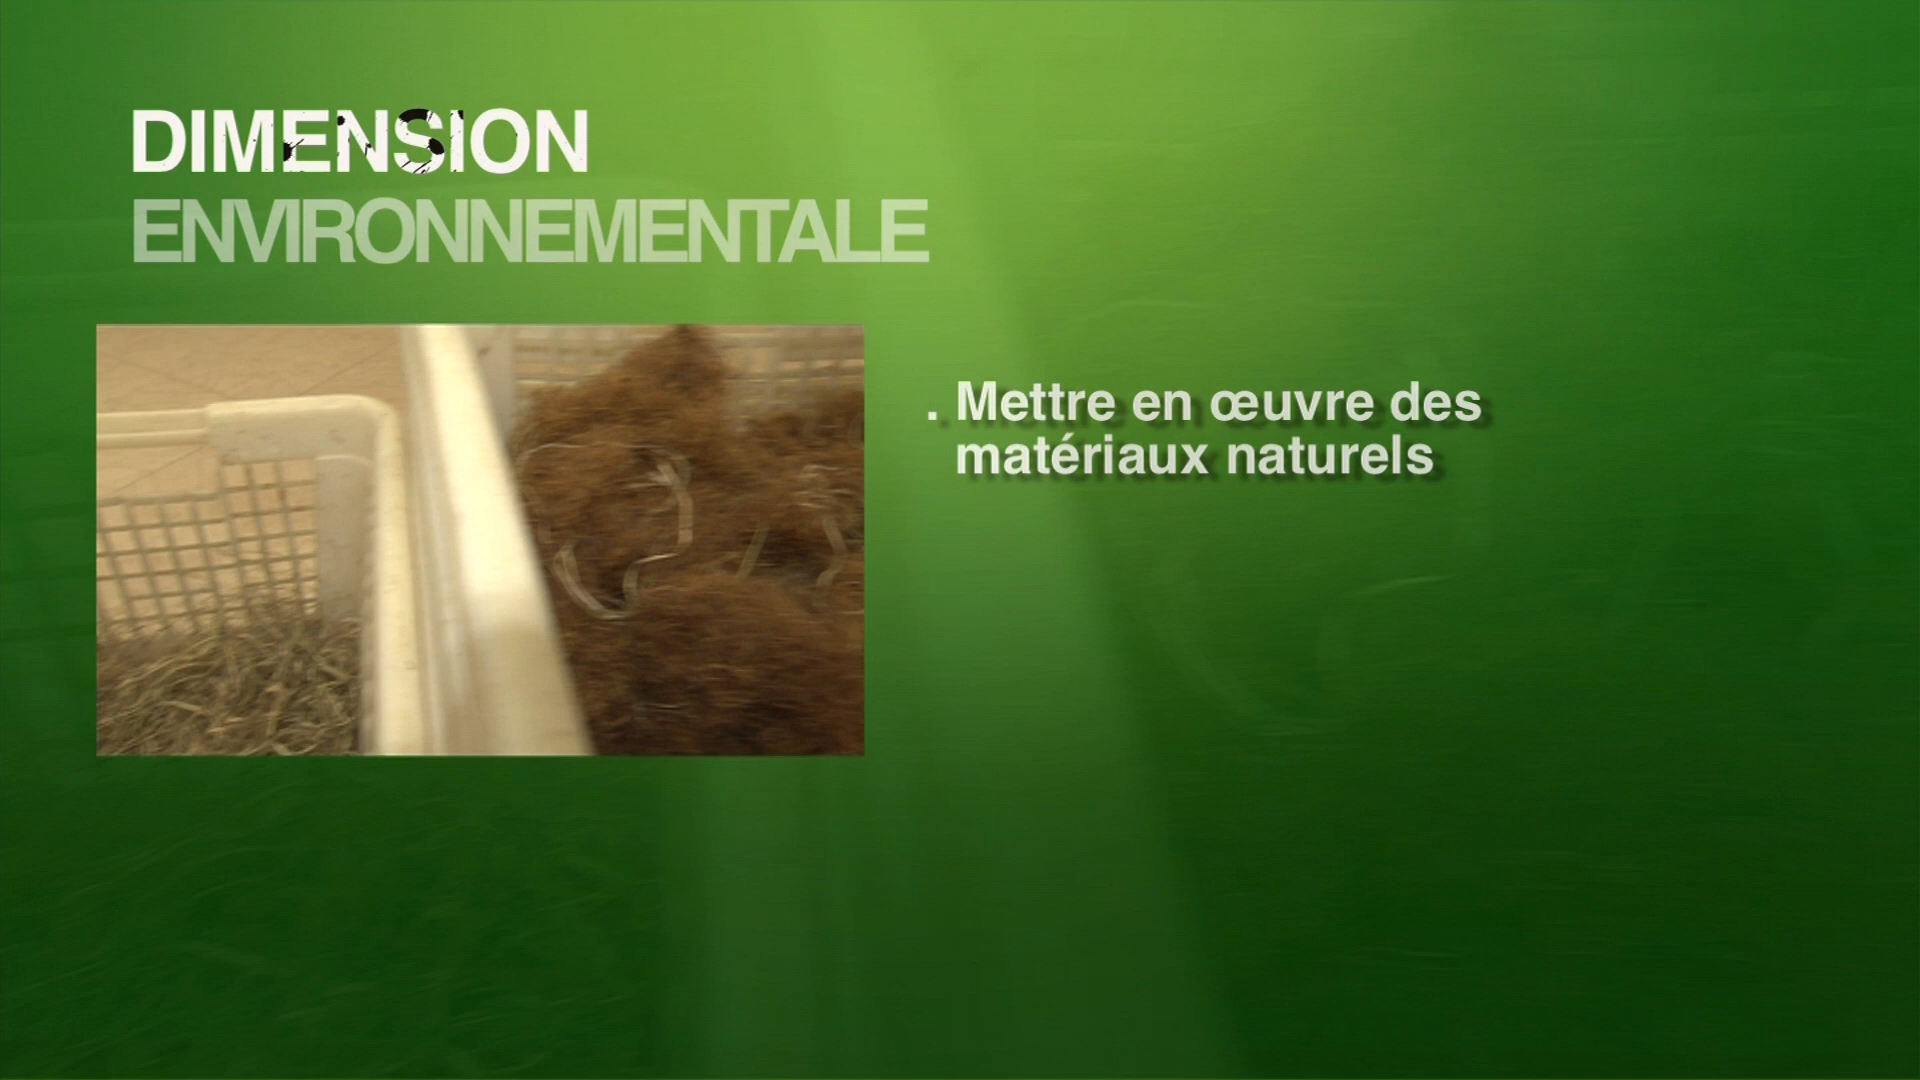 DIMENSION
ENVIRONNEMENTALE
. Mettre en œuvre des
matériaux naturels